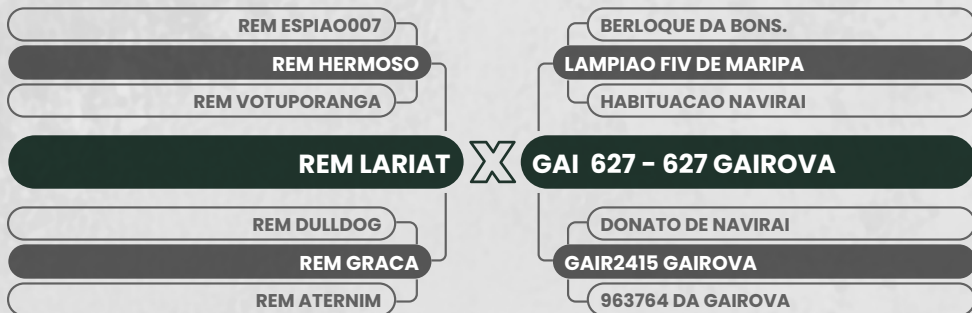 REM ESPIAO007
BERLOQUE DA BONS.
REM HERMOSO
LAMPIAO FIV DE MARIPA
REM VOTUPORANGA
HABITUACAO NAVIRAI
REM LARIAT X GAI 627 - 627 GAIROVA
REM DULLDOG
DONATO DE NAVIRAI
REM GRACA
GAIR2415 GAIROVA
REM ATERNIM
963764 DA GAIROVA